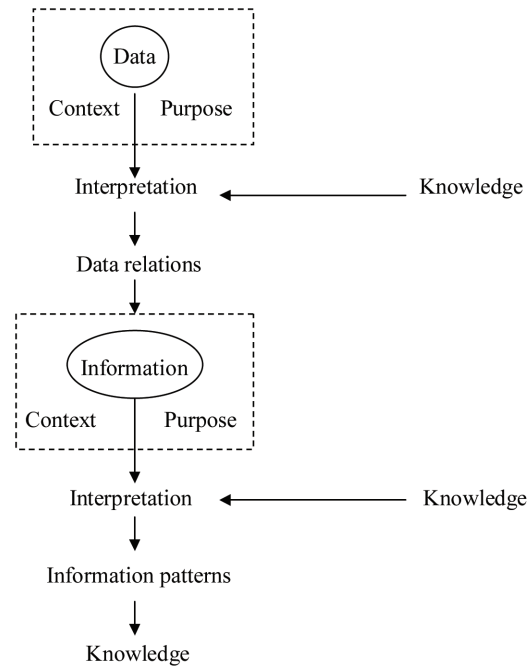 Data
Context Purpose
Interpretation Knowledge
Data relations
Information
Context Purpose
Interpretation Knowledge
Information patterns
Knowledge